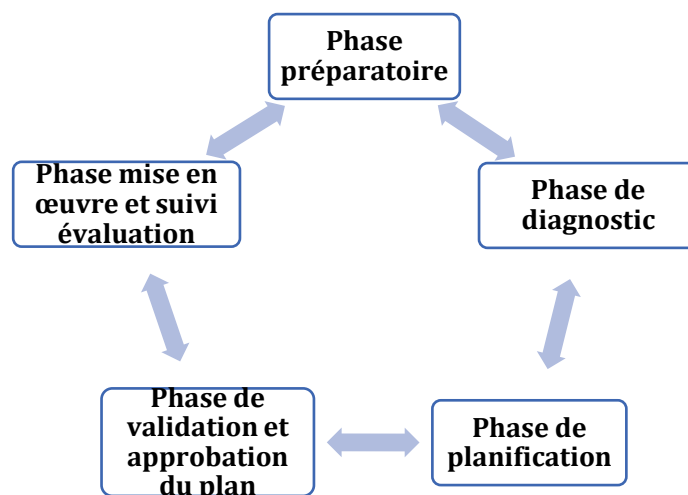 Phase
préparatoire
Phase de
diagnostic
Phase de
planification
Phase de
validation et
approbation
du plan
Phase mise en
œuvre et suivi
évaluation